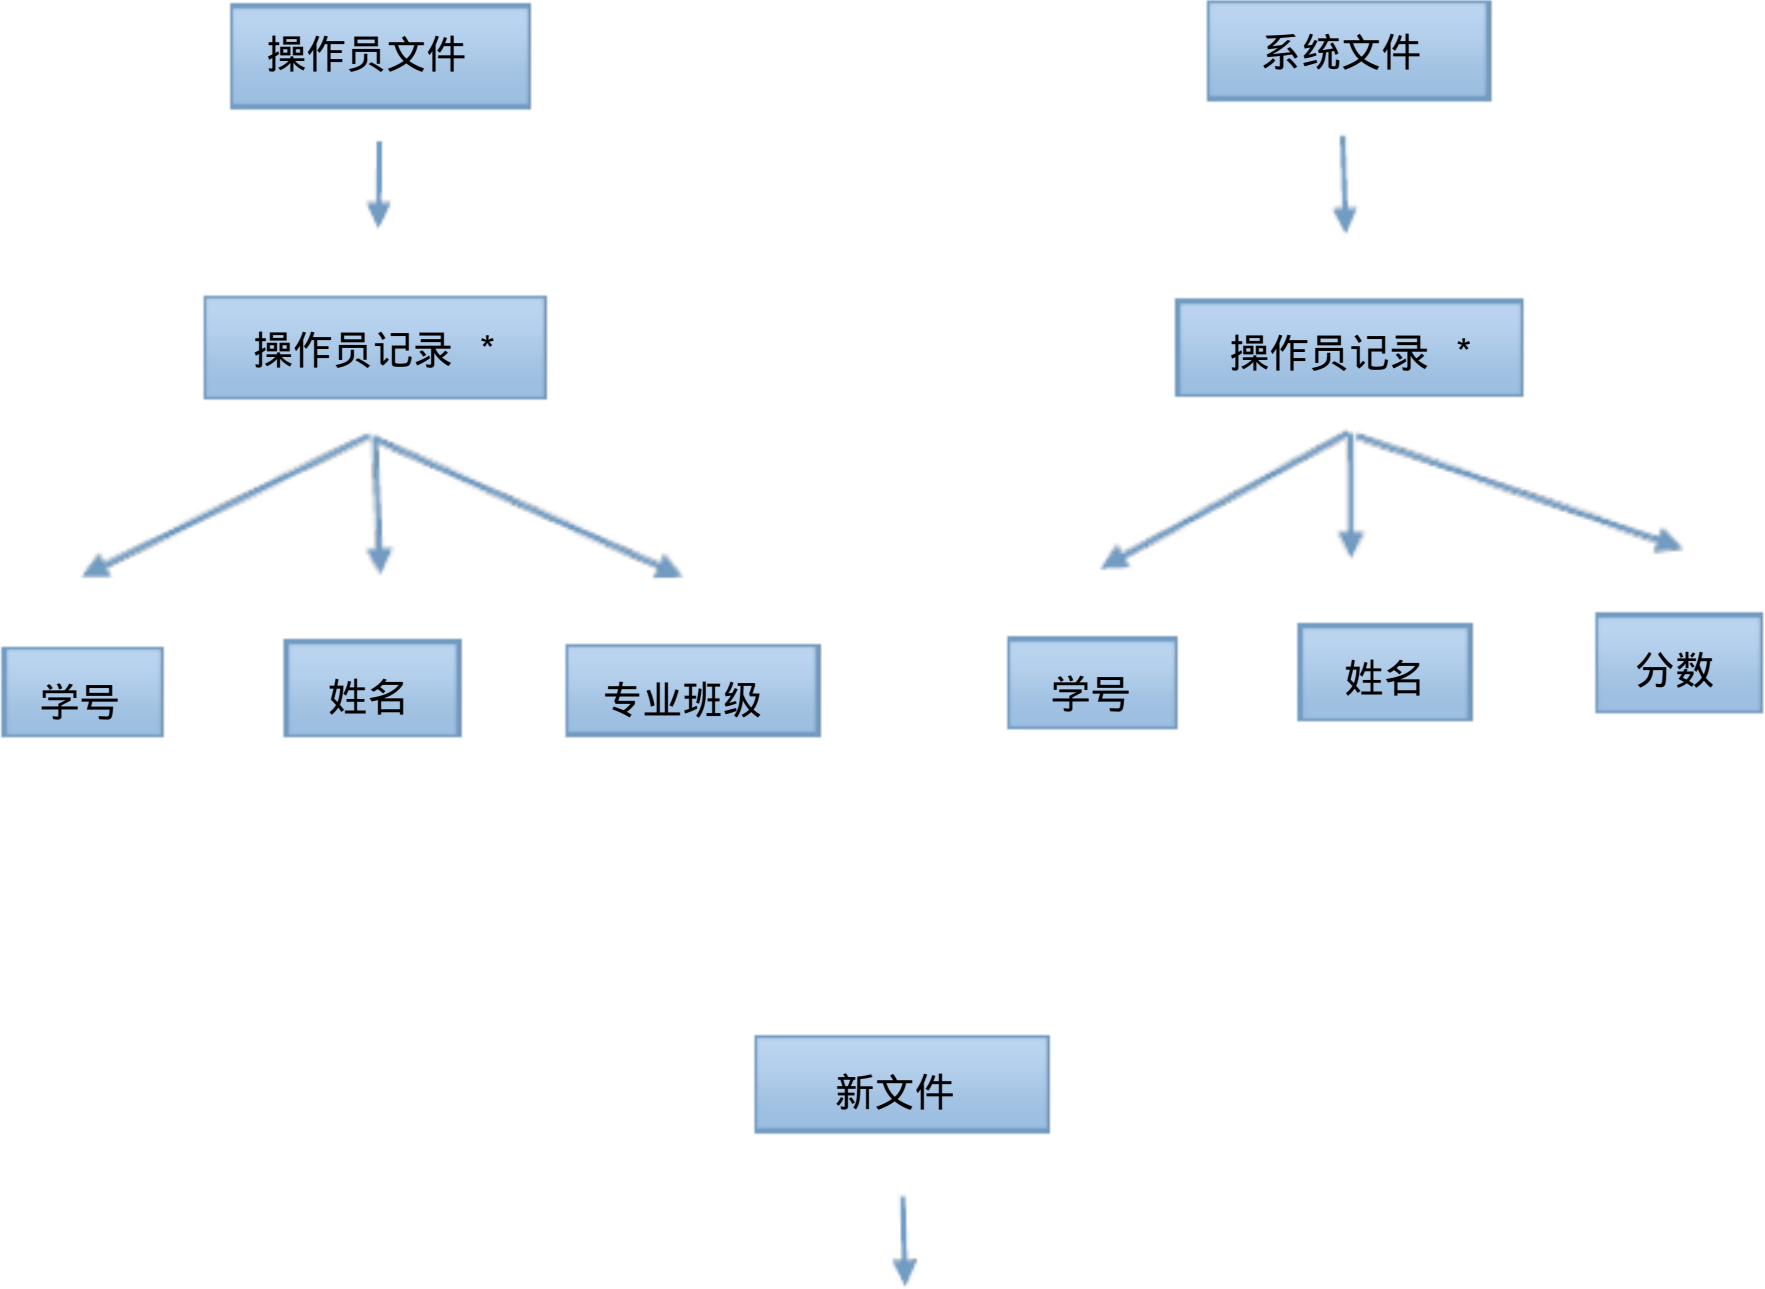 操作员文件
系统文件
操作员记录 *
操作员记录 *
学号
姓名
专业班级
学号
姓名
分数
新文件